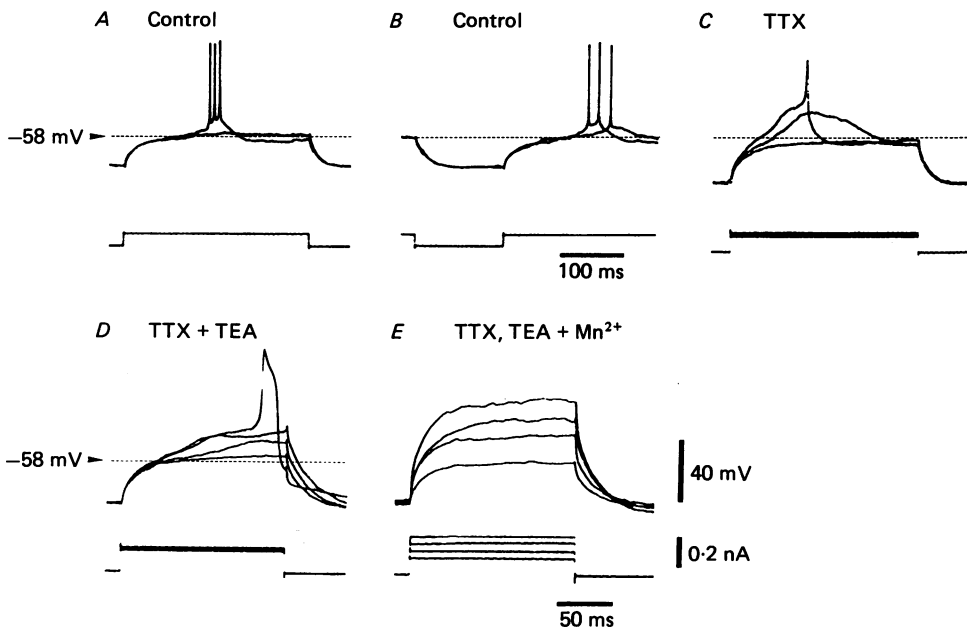 A Control
B Control
C TTX
−58 mV
100 ms
D TTX + TEA
E TTX, TEA + Mn²⁺
−58 mV
40 mV
0·2 nA
50 ms